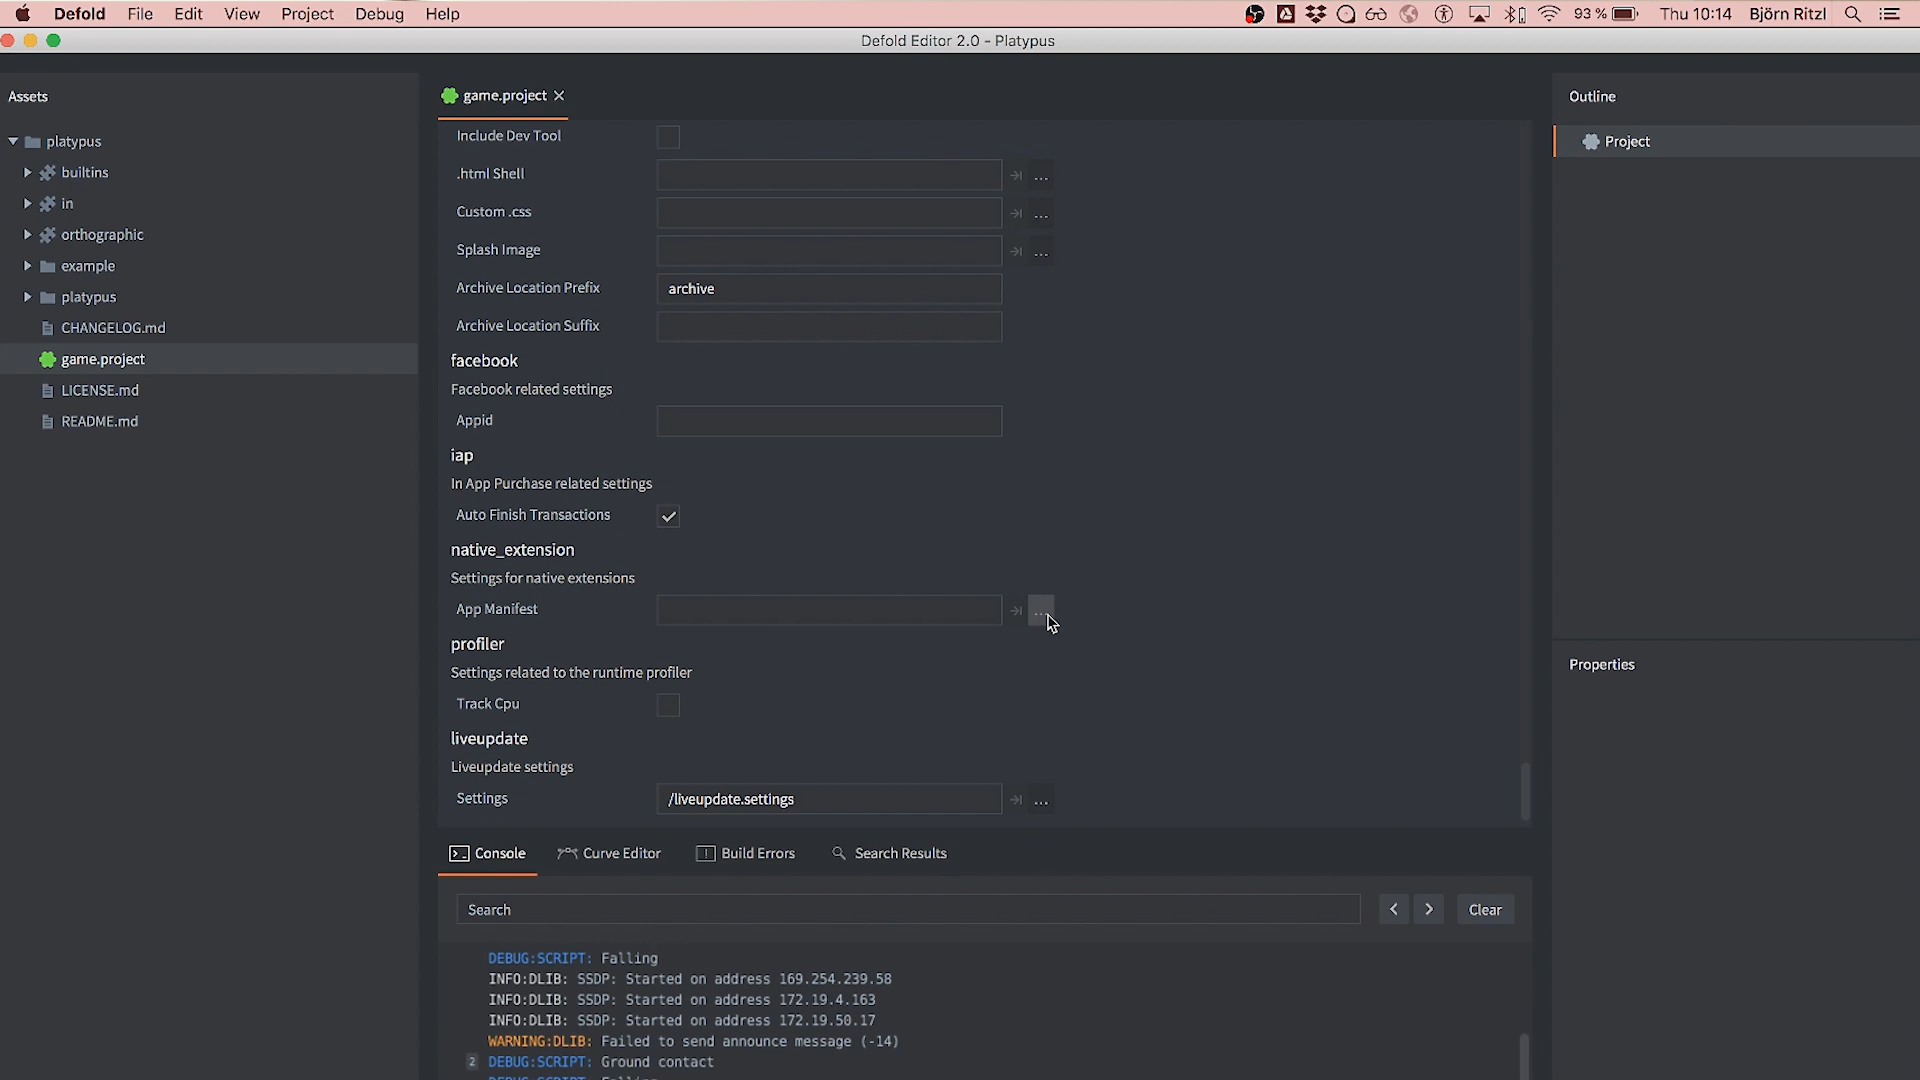 Defold File Edit View Project Debug Help 93 % Thu 10:14 Björn Ritzl
Defold Editor 2.0 - Platypus
Assets
platypus
builtins
in
orthographic
example
platypus
CHANGELOG.md
game.project
LICENSE.md
README.md
game.project
Include Dev Tool
.html Shell ...
Custom .css ...
Splash Image ...
Archive Location Prefix archive
Archive Location Suffix
facebook
Facebook related settings
Appid
iap
In App Purchase related settings
Auto Finish Transactions
native_extension
Settings for native extensions
App Manifest ...
profiler
Settings related to the runtime profiler
Track Cpu
liveupdate
Liveupdate settings
Settings /liveupdate.settings ...
Console Curve Editor Build Errors Search Results
Search Clear
DEBUG:SCRIPT: Falling
INFO:DLIB: SSDP: Started on address 169.254.239.58
INFO:DLIB: SSDP: Started on address 172.19.4.163
INFO:DLIB: SSDP: Started on address 172.19.50.17
WARNING:DLIB: Failed to send announce message (-14)
2 DEBUG:SCRIPT: Ground contact
Outline
Project
Properties